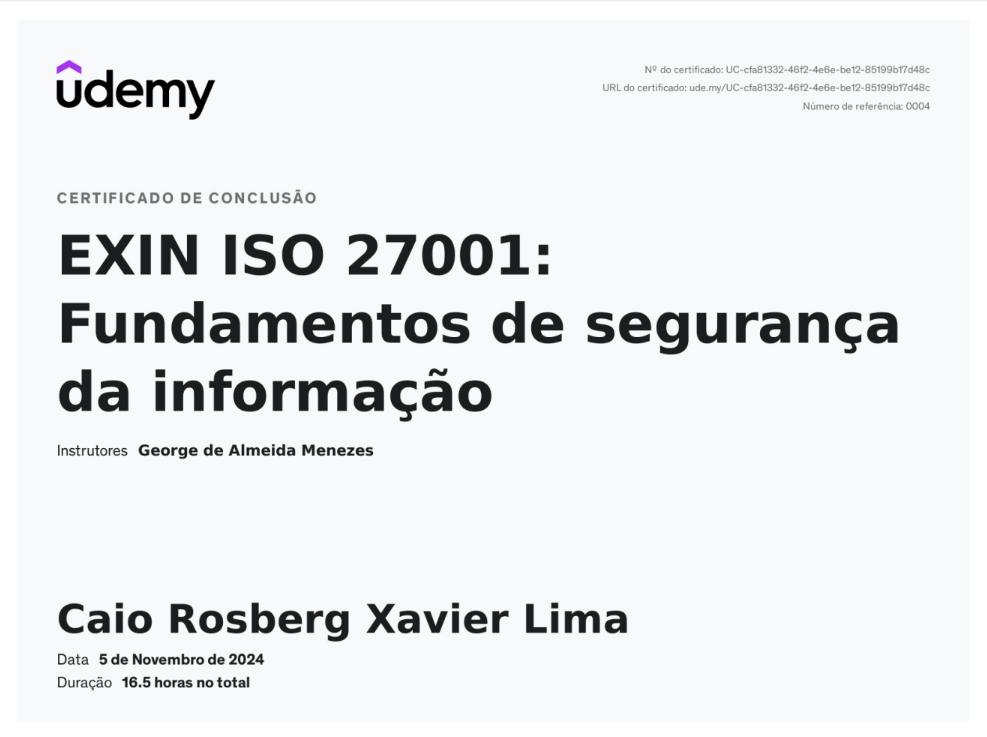 udemy
Nº do certificado: UC-cfa81332-46f2-4e6e-be12-85199b17d48c
URL do certificado: ude.my/UC-cfa81332-46f2-4e6e-be12-85199b17d48c
Número de referência: 0004
CERTIFICADO DE CONCLUSÃO
EXIN ISO 27001:
Fundamentos de segurança
da informação
Instrutores George de Almeida Menezes
Caio Rosberg Xavier Lima
Data 5 de Novembro de 2024
Duração 16.5 horas no total